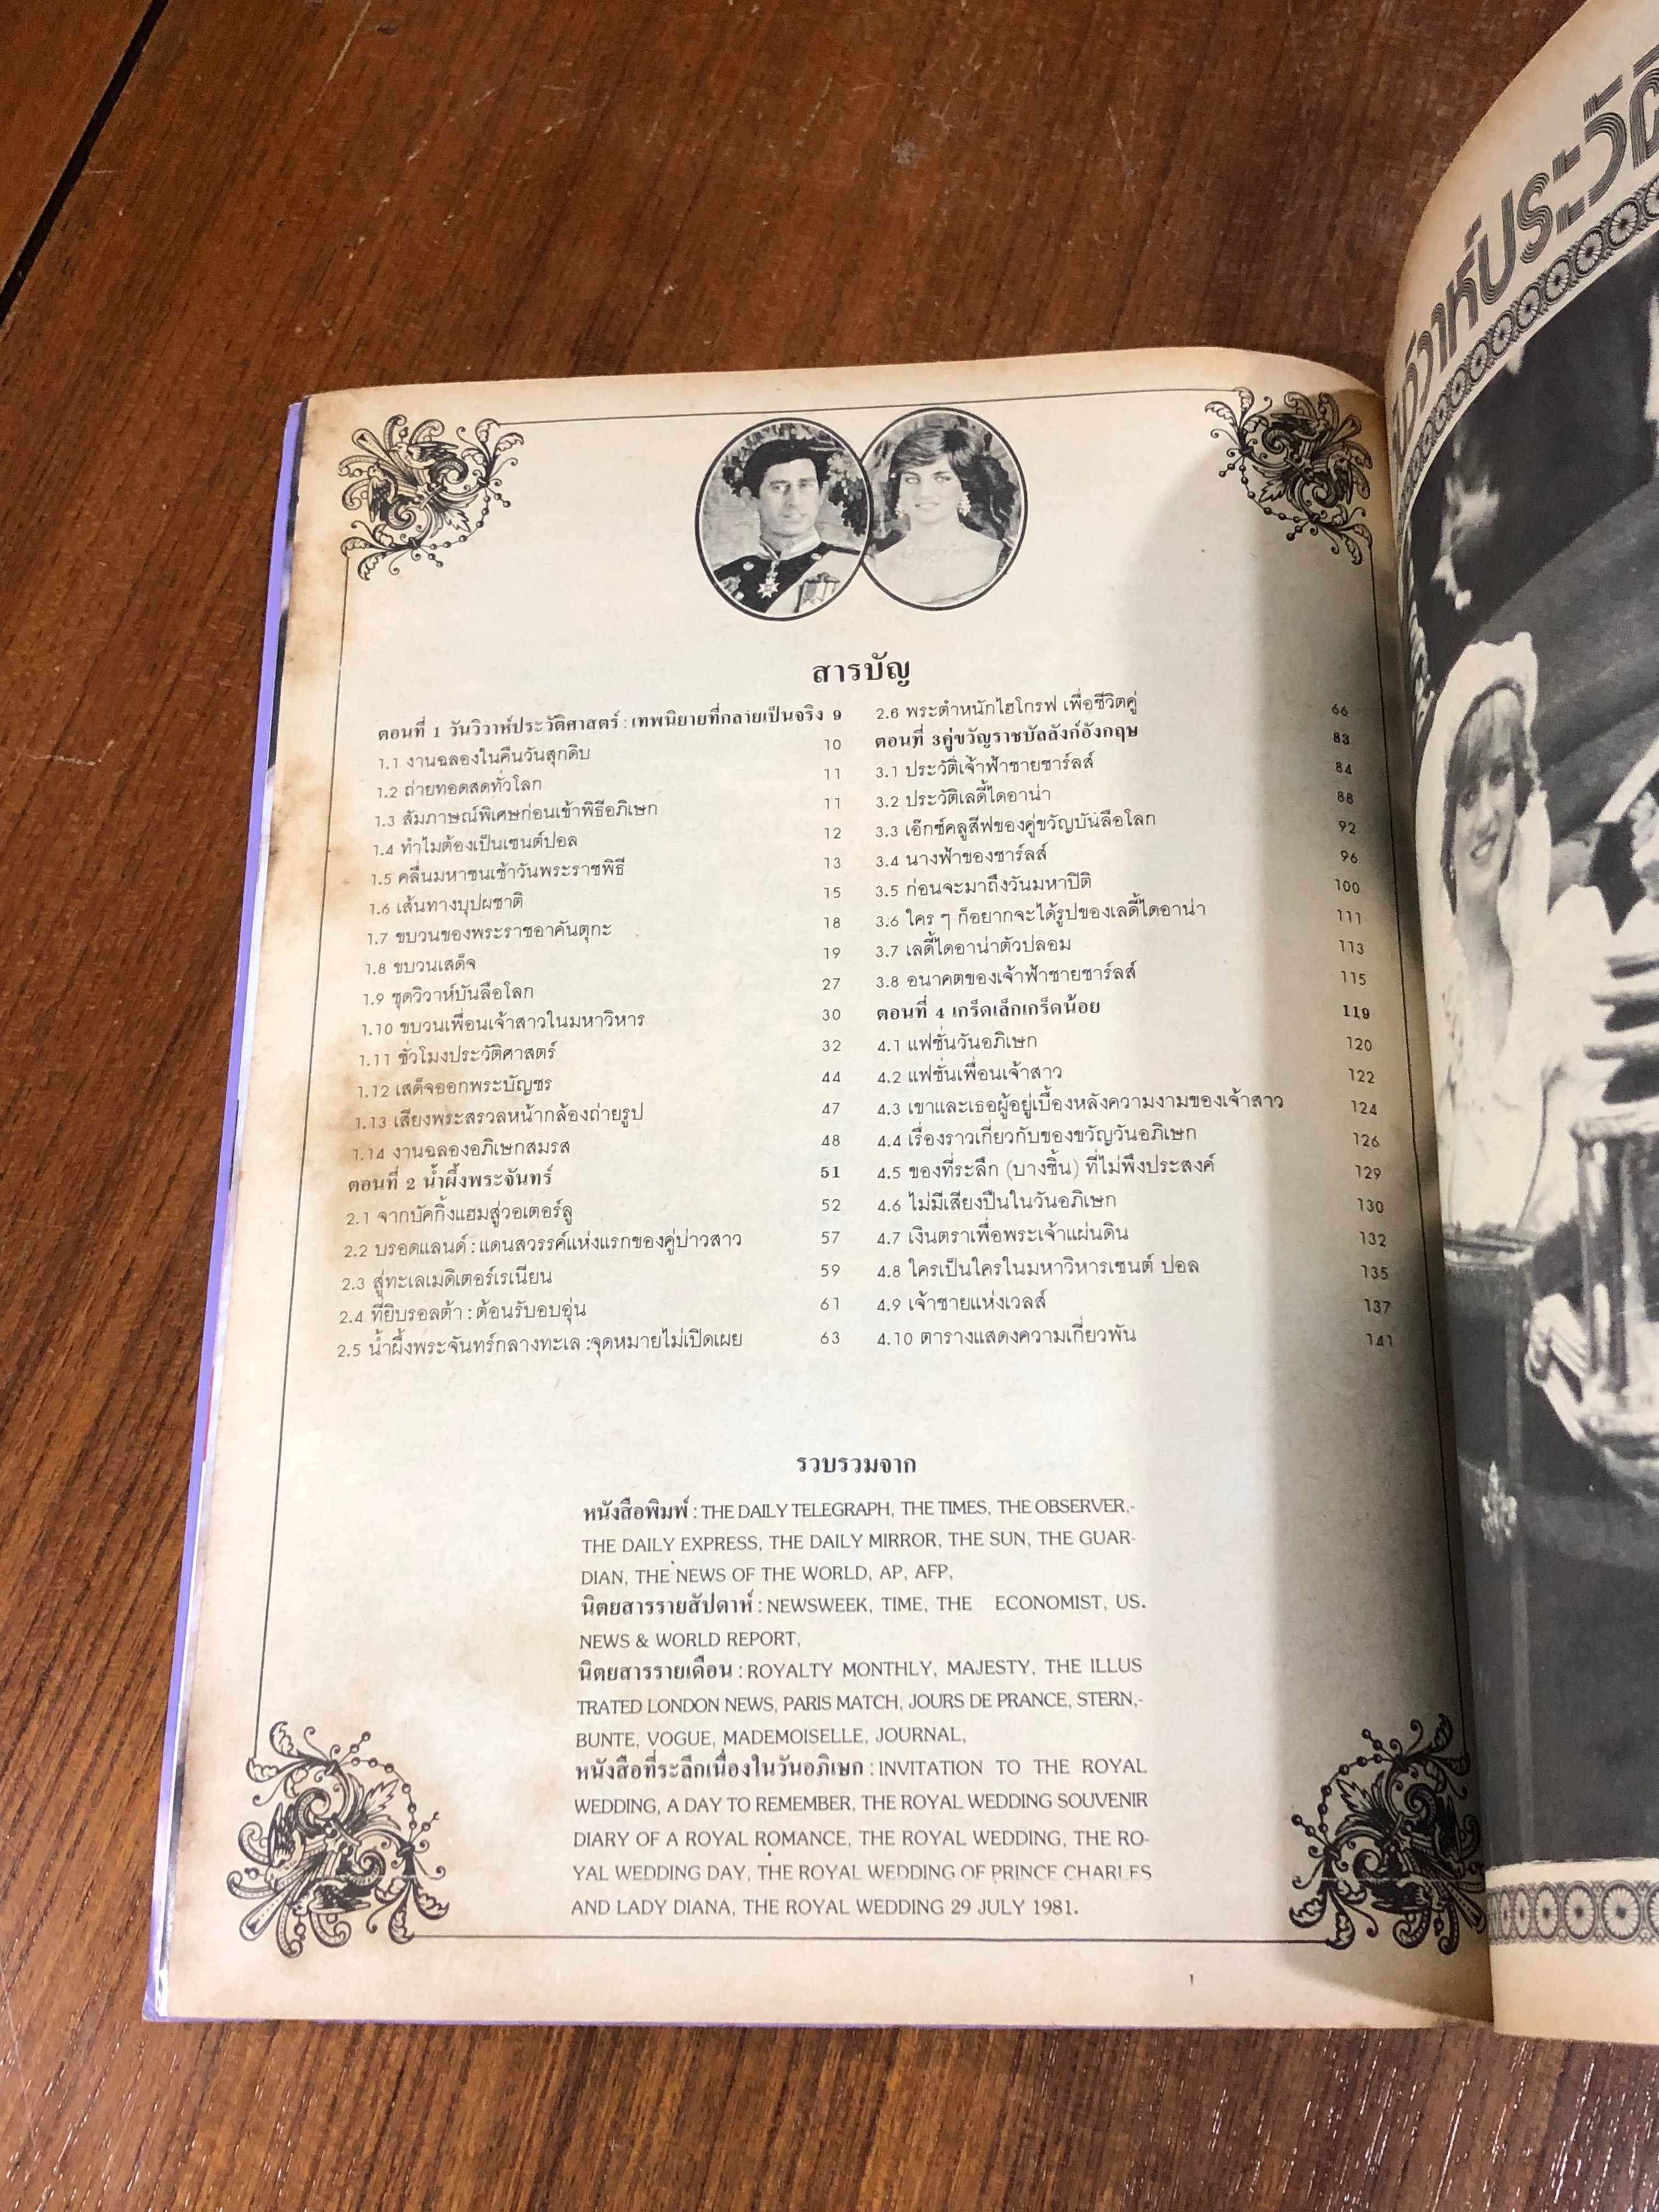 สารบัญ
ตอนที่ 1 วันวิวาห์ประวัติศาสตร์ : เทพนิยายที่กลายเป็นจริง 9
1.1 งานฉลองในคืนวันสุกดิบ 10
1.2 ถ่ายทอดสดทั่วโลก 11
1.3 สัมภาษณ์พิเศษก่อนเข้าพิธีอภิเษก 11
1.4 ทำไมต้องเป็นเซนต์ปอล 12
1.5 คลื่นมหาชนเช้าวันพระราชพิธี 13
1.6 เส้นทางบุปผชาติ 15
1.7 ขบวนของพระราชอาคันตุกะ 18
1.8 ขบวนเสด็จ 19
1.9 ชุดวิวาห์บันลือโลก 27
1.10 ขบวนเพื่อนเจ้าสาวในมหาวิหาร 30
1.11 ชั่วโมงประวัติศาสตร์ 32
1.12 เสด็จออกพระบัญชร 44
1.13 เสียงพระสรวลหน้ากล้องถ่ายรูป 47
1.14 งานฉลองอภิเษกสมรส 48
ตอนที่ 2 น้ำผึ้งพระจันทร์ 51
2.1 จากบัคกิ้งแฮมสู่วอเตอร์ลู 52
2.2 บรอดแลนด์ : แดนสวรรค์แห่งแรกของคู่บ่าวสาว 57
2.3 สู่ทะเลเมดิเตอร์เรเนียน 59
2.4 ที่ยิบรอลต้า : ต้อนรับอบอุ่น 61
2.5 น้ำผึ้งพระจันทร์กลางทะเล :จุดหมายไม่เปิดเผย 63
2.6 พระตำหนักไฮโกรฟ เพื่อชีวิตคู่ 66
ตอนที่ 3คู่ขวัญราชบัลลังก์อังกฤษ 83
3.1 ประวัติเจ้าฟ้าชายชาร์ลส์ 84
3.2 ประวัติเลดี้ไดอาน่า 88
3.3 เอ๊กซ์คลูสีฟของคู่ขวัญบันลือโลก 92
3.4 นางฟ้าของชาร์ลส์ 96
3.5 ก่อนจะมาถึงวันมหาปิติ 100
3.6 ใคร ๆ ก็อยากจะได้รูปของเลดี้ไดอาน่า 111
3.7 เลดี้ไดอาน่าตัวปลอม 113
3.8 อนาคตของเจ้าฟ้าชายชาร์ลส์ 115
ตอนที่ 4 เกร็ดเล็กเกร็ดน้อย 119
4.1 แฟชั่นวันอภิเษก 120
4.2 แฟชั่นเพื่อนเจ้าสาว 122
4.3 เขาและเธอผู้อยู่เบื้องหลังความงามของเจ้าสาว 124
4.4 เรื่องราวเกี่ยวกับของขวัญวันอภิเษก 126
4.5 ของที่ระลึก (บางชิ้น) ที่ไม่พึงประสงค์ 129
4.6 ไม่มีเสียงปืนในวันอภิเษก 130
4.7 เงินตราเพื่อพระเจ้าแผ่นดิน 132
4.8 ใครเป็นใครในมหาวิหารเซนต์ ปอล 135
4.9 เจ้าชายแห่งเวลส์ 137
4.10 ตารางแสดงความเกี่ยวพัน 141
รวบรวมจาก
หนังสือพิมพ์ : THE DAILY TELEGRAPH, THE TIMES, THE OBSERVER,-
THE DAILY EXPRESS, THE DAILY MIRROR, THE SUN, THE GUAR-
DIAN, THE NEWS OF THE WORLD, AP, AFP,
นิตยสารรายสัปดาห์ : NEWSWEEK, TIME, THE ECONOMIST, US.
NEWS & WORLD REPORT,
นิตยสารรายเดือน : ROYALTY MONTHLY, MAJESTY, THE ILLUS
TRATED LONDON NEWS, PARIS MATCH, JOURS DE PRANCE, STERN,-
BUNTE, VOGUE, MADEMOISELLE, JOURNAL,
หนังสือที่ระลึกเนื่องในวันอภิเษก : INVITATION TO THE ROYAL
WEDDING, A DAY TO REMEMBER, THE ROYAL WEDDING SOUVENIR
DIARY OF A ROYAL ROMANCE, THE ROYAL WEDDING, THE RO-
YAL WEDDING DAY, THE ROYAL WEDDING OF PRINCE CHARLES
AND LADY DIANA, THE ROYAL WEDDING 29 JULY 1981.